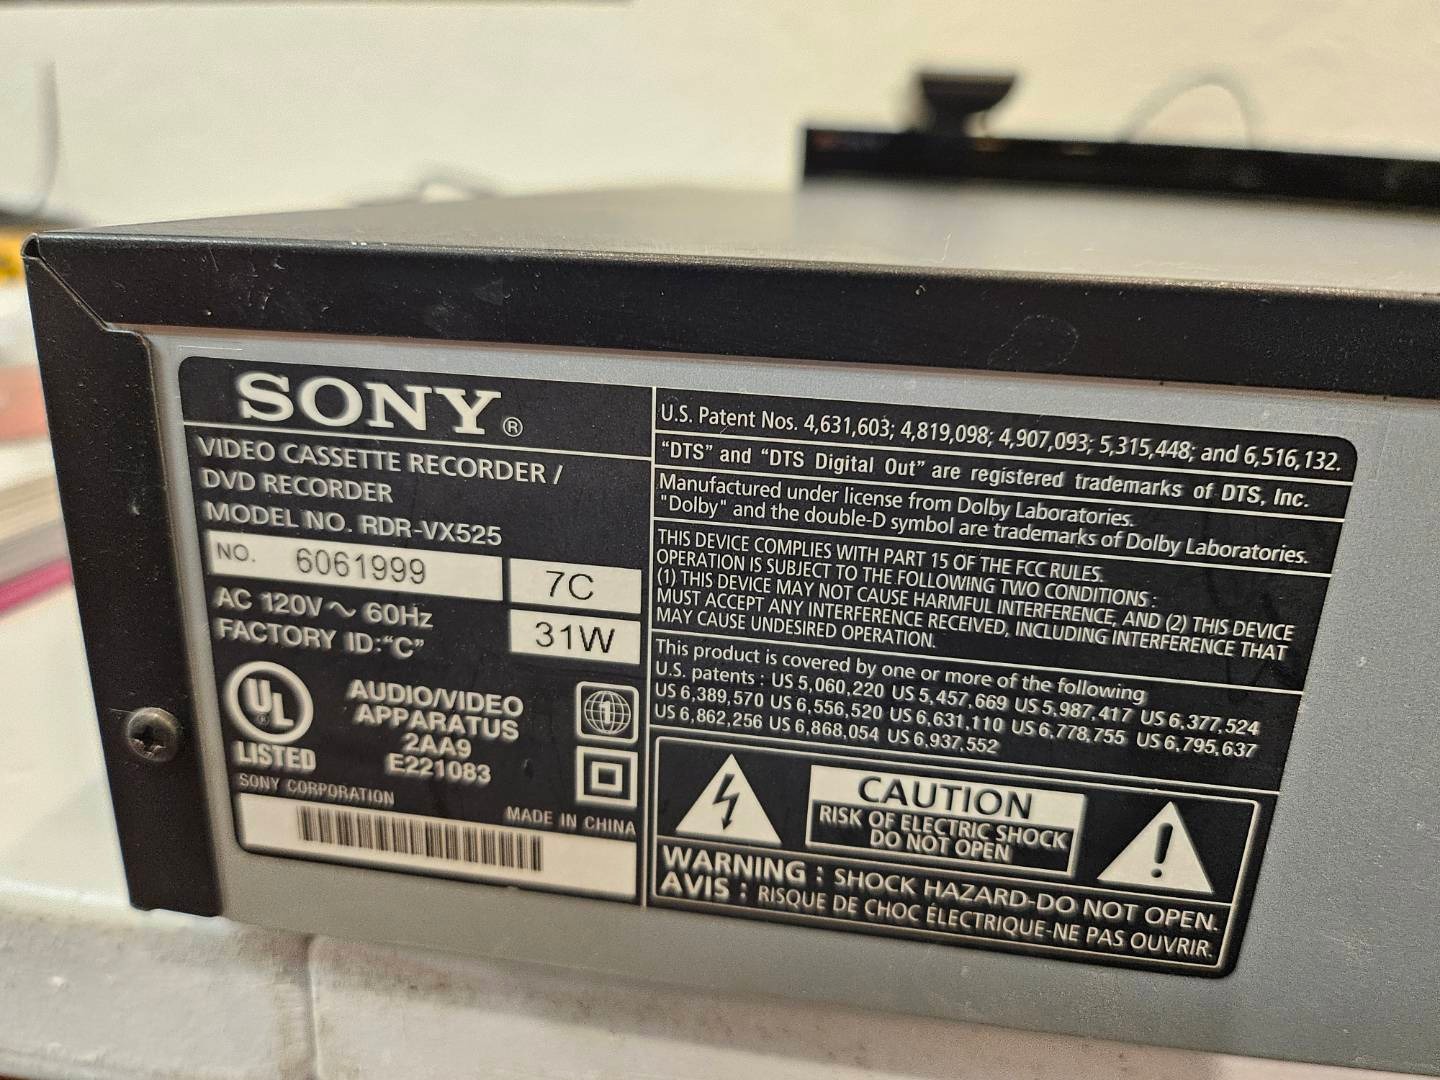 SONY®
VIDEO CASSETTE RECORDER /
DVD RECORDER
MODEL NO. RDR-VX525
NO. 6061999 7C
AC 120V ~ 60Hz
FACTORY ID:"C" 31W
UL®
LISTED
AUDIO/VIDEO
APPARATUS
2AA9
E221083
1
SONY CORPORATION
MADE IN CHINA
U.S. Patent Nos. 4,631,603; 4,819,098; 4,907,093; 5,315,448; and 6,516,132.
"DTS" and "DTS Digital Out" are registered trademarks of DTS, Inc.
Manufactured under license from Dolby Laboratories.
"Dolby" and the double-D symbol are trademarks of Dolby Laboratories.
THIS DEVICE COMPLIES WITH PART 15 OF THE FCC RULES.
OPERATION IS SUBJECT TO THE FOLLOWING TWO CONDITIONS :
(1) THIS DEVICE MAY NOT CAUSE HARMFUL INTERFERENCE, AND (2) THIS DEVICE
MUST ACCEPT ANY INTERFERENCE RECEIVED, INCLUDING INTERFERENCE THAT
MAY CAUSE UNDESIRED OPERATION.
This product is covered by one or more of the following
U.S. patents : US 5,060,220 US 5,457,669 US 5,987,417 US 6,377,524
US 6,389,570 US 6,556,520 US 6,631,110 US 6,778,755 US 6,795,637
US 6,862,256 US 6,868,054 US 6,937,552
CAUTION
RISK OF ELECTRIC SHOCK
DO NOT OPEN
WARNING : SHOCK HAZARD-DO NOT OPEN.
AVIS : RISQUE DE CHOC ÉLECTRIQUE-NE PAS OUVRIR.